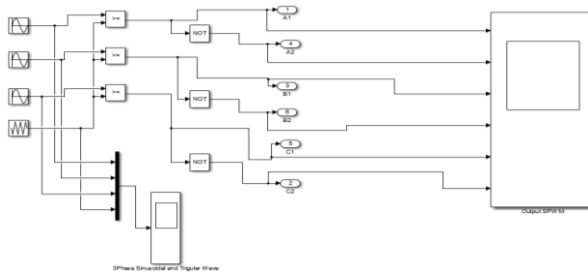 >=
1
A1
NOT
4
A2
>=
3
B1
NOT
6
B2
>=
5
C1
NOT
2
C2
Output SPWM
3Phase Sinusoidal and Trigular Wave